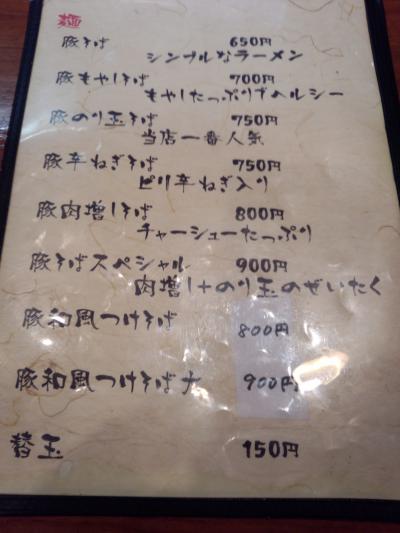 麺
豚そば 650円
シンプルなラーメン
豚もやしそば 700円
もやしたっぷりでヘルシー
豚のり玉そば 750円
当店一番人気
豚辛ねぎそば 750円
ピリ辛ねぎ入り
豚肉増しそば 800円
チャーシューたっぷり
豚そばスペシャル 900円
肉増し+のり玉のぜいたく
豚和風つけそば 800円
豚和風つけそば大 900円
替玉 150円